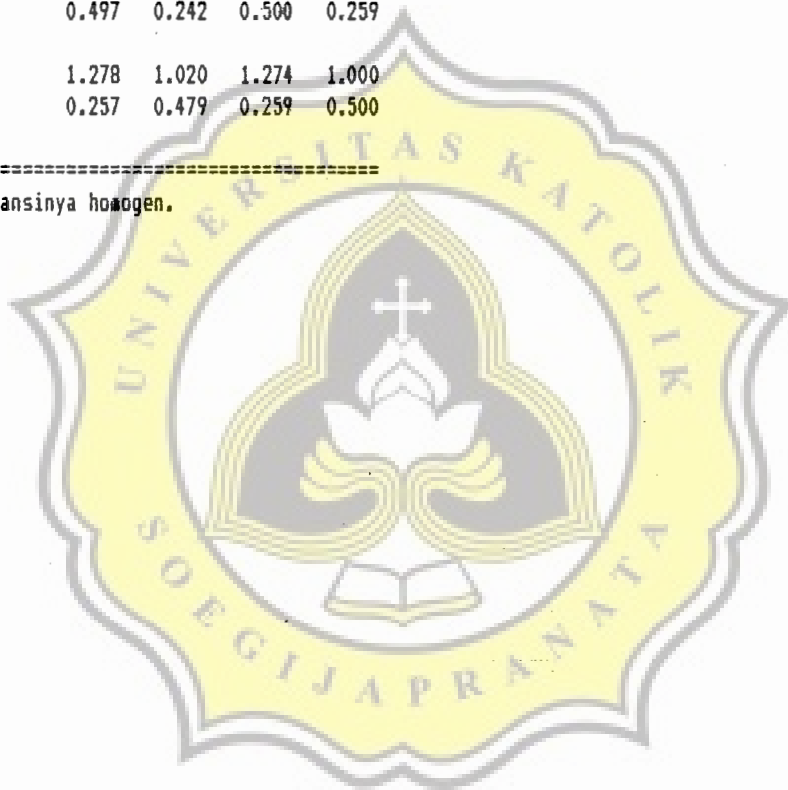 0.497 0.242 0.500 0.259
1.278 1.020 1.274 1.000
0.257 0.479 0.259 0.500
========================================
ansinya homogen.
UNIVERSITAS KATOLIK
SOEGIJAPRANATA